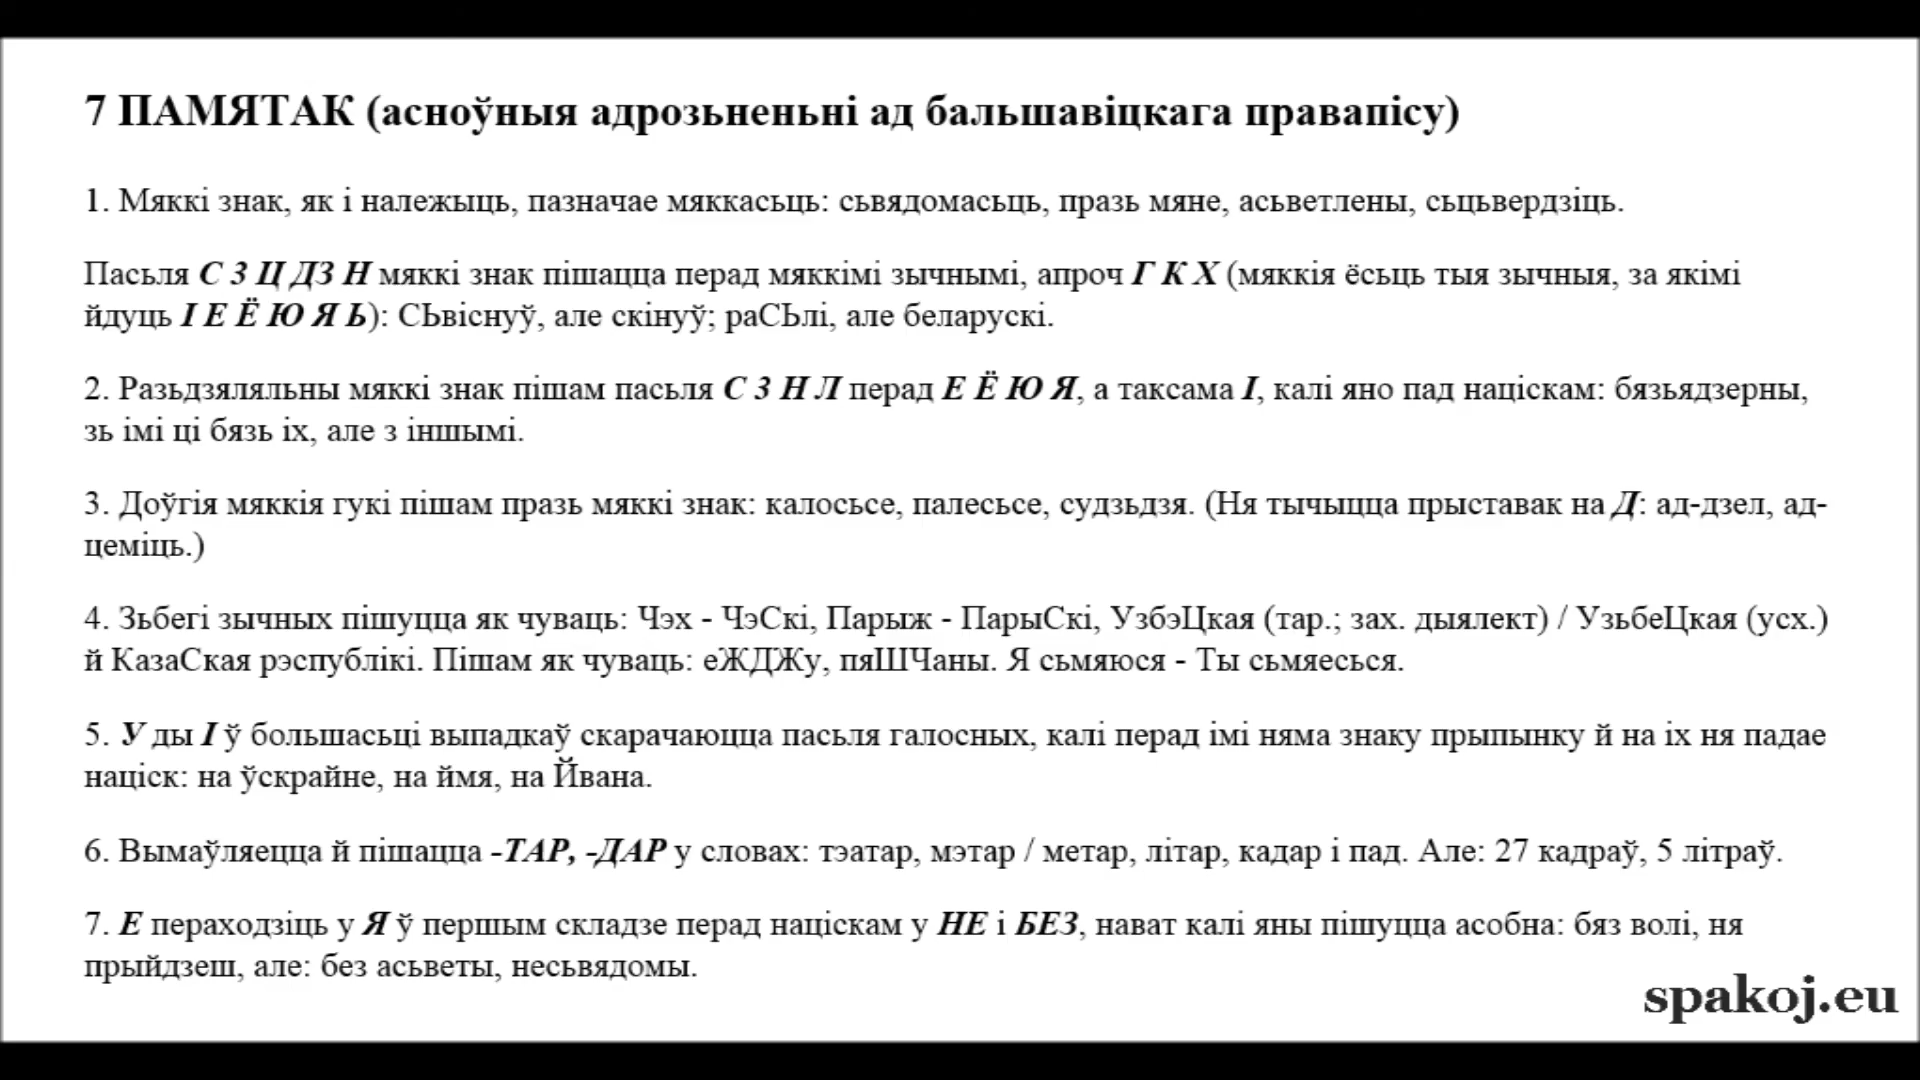 7 ПАМЯТАК (асноўныя адрозьненьні ад бальшавіцкага правапісу)
1. Мяккі знак, як і належыць, пазначае мяккасьць: сьвядомасьць, празь мяне, асьветлены, сьцьвердзіць.
Пасьля С З Ц ДЗ Н мяккі знак пішацца перад мяккімі зычнымі, апроч Г К Х (мяккія ёсьць тыя зычныя, за якімі
йдуць І Е Ё Ю Я Ь): СЬвіснуў, але скінуў; раСЬлі, але беларускі.
2. Разьдзяляльны мяккі знак пішам пасьля С З Н Л перад Е Ё Ю Я, а таксама І, калі яно пад націскам: бязьядзерны,
зь імі ці бязь іх, але з іншымі.
3. Доўгія мяккія гукі пішам празь мяккі знак: калосьсе, палесьсе, судзьдзя. (Ня тычыцца прыставак на Д: ад-дзел, ад-
цеміць.)
4. Зьбегі зычных пішуцца як чуваць: Чэх - ЧэСкі, Парыж - ПарыСкі, УзбэЦкая (тар.; зах. дыялект) / УзьбеЦкая (усх.)
й КазаСкая рэспублікі. Пішам як чуваць: еЖДЖу, пяШЧаны. Я сьмяюся - Ты сьмяесься.
5. У ды І ў большасьці выпадкаў скарачаюцца пасьля галосных, калі перад імі няма знаку прыпынку й на іх ня падае
націск: на ўскрайне, на ймя, на Йвана.
6. Вымаўляецца й пішацца -ТАР, -ДАР у словах: тэатар, мэтар / метар, літар, кадар і пад. Але: 27 кадраў, 5 літраў.
7. Е пераходзіць у Я ў першым складзе перад націскам у НЕ і БЕЗ, нават калі яны пішуцца асобна: бяз волі, ня
прыйдзеш, але: без асьветы, несьвядомы.
spakoj.eu